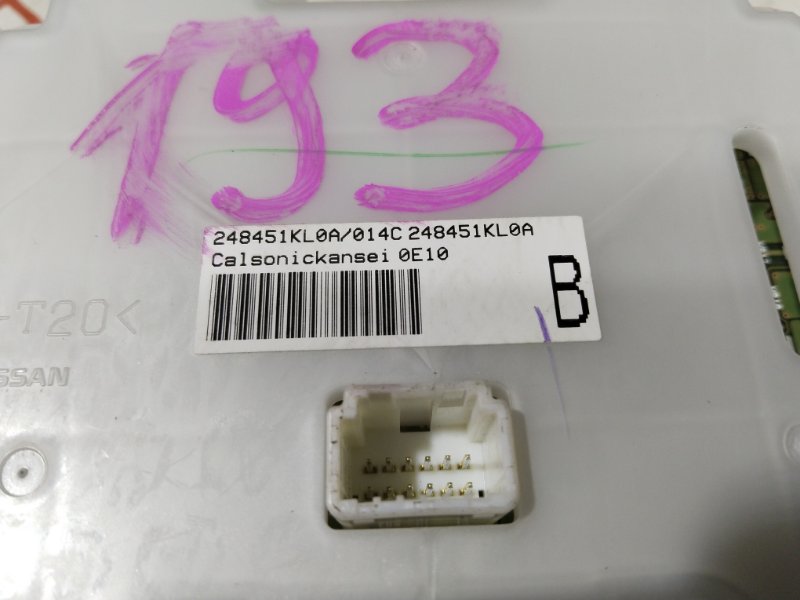 193
248451KL0A/014C 248451KL0A
Calsonickansei 0E10
B
-T20<
SSAN